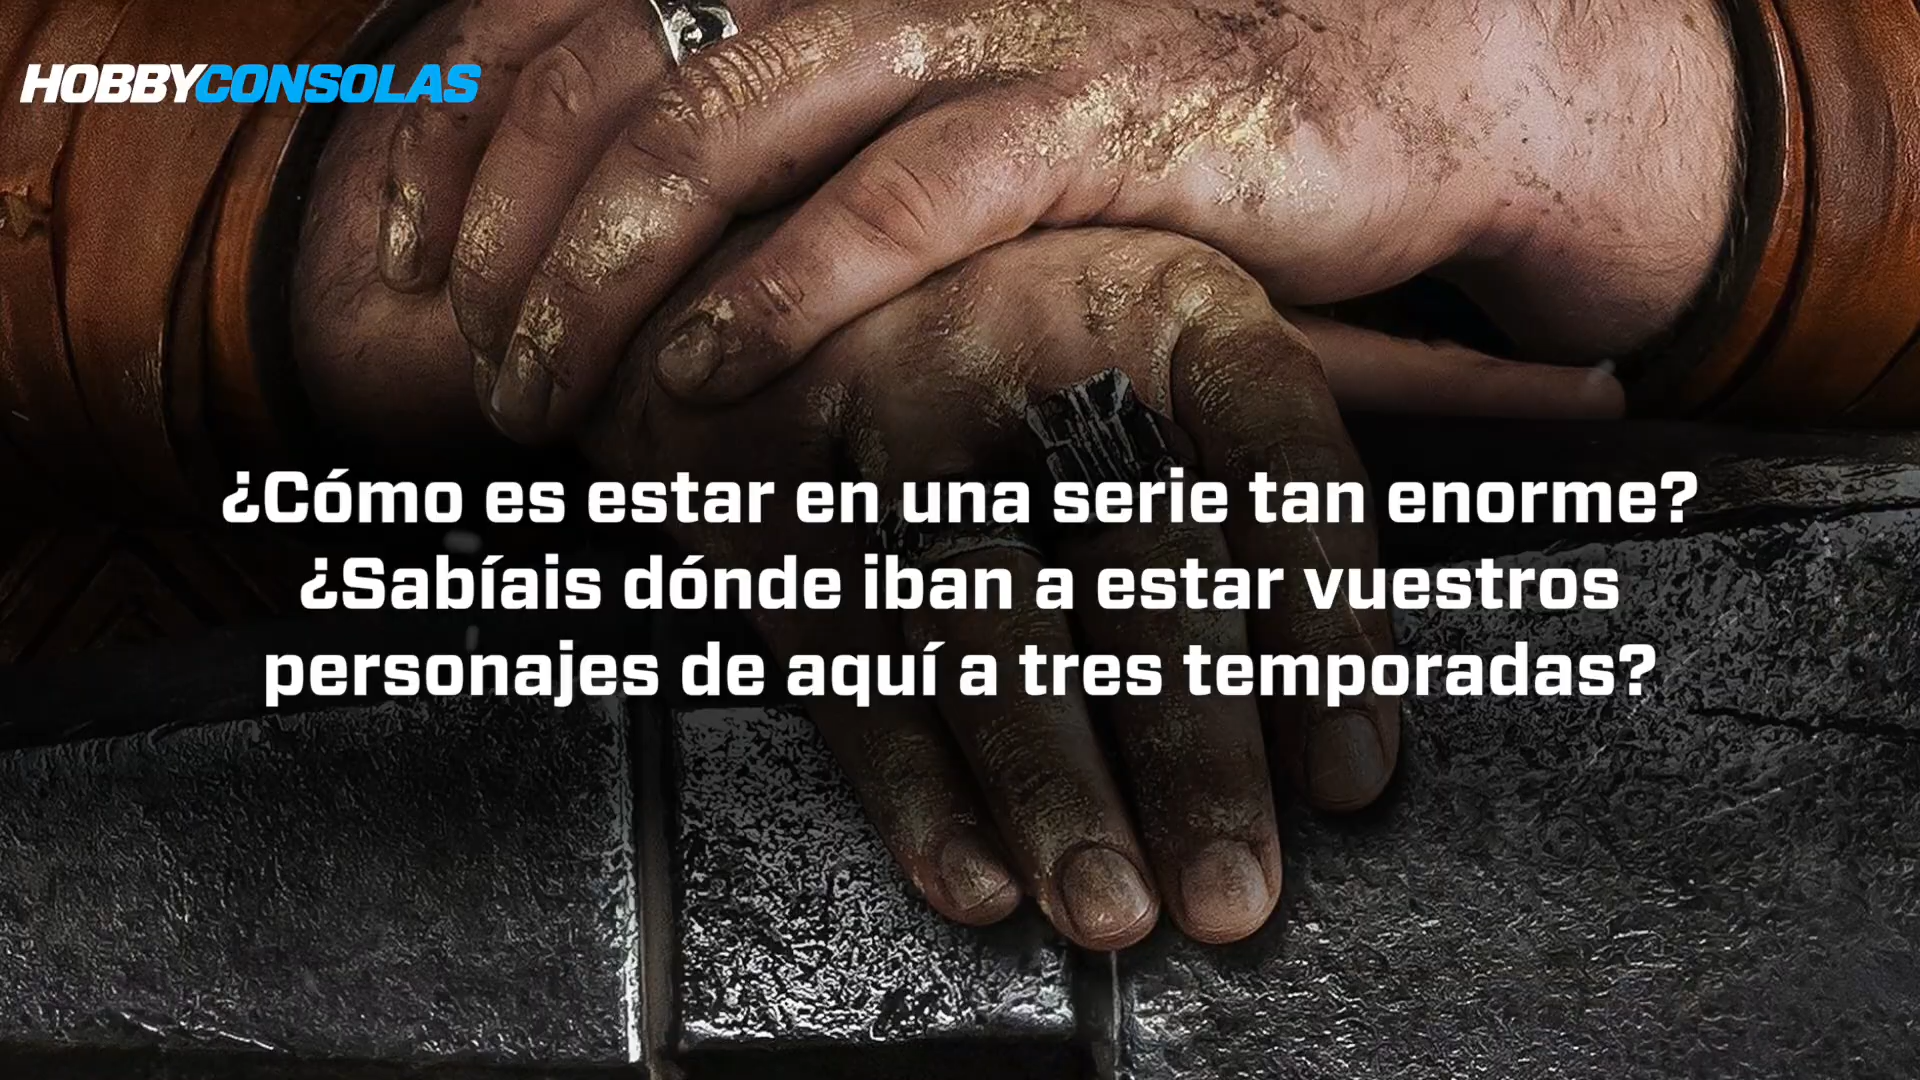 HOBBYCONSOLAS
¿Cómo es estar en una serie tan enorme?
¿Sabíais dónde iban a estar vuestros
personajes de aquí a tres temporadas?